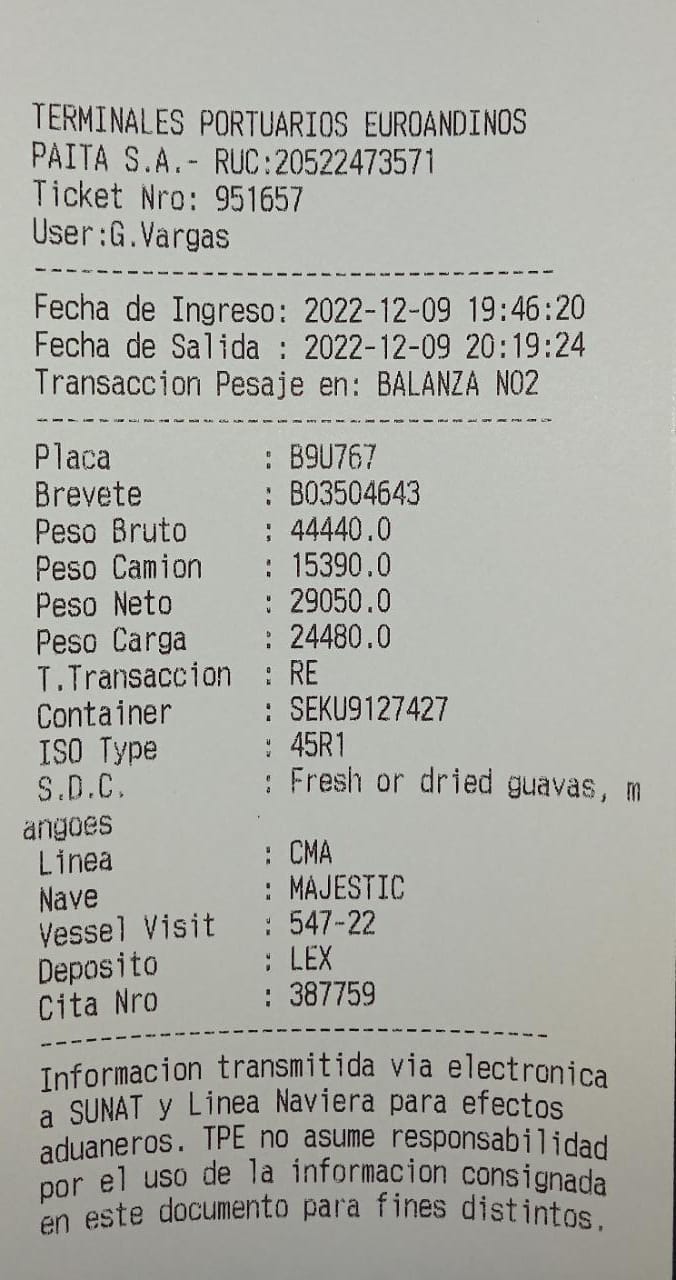 TERMINALES PORTUARIOS EUROANDINOS
PAITA S.A.- RUC:20522473571
Ticket Nro: 951657
User:G.Vargas
----------------------------------
Fecha de Ingreso: 2022-12-09 19:46:20
Fecha de Salida : 2022-12-09 20:19:24
Transaccion Pesaje en: BALANZA NO2
----------------------------------
Placa : B9U767
Brevete : B03504643
Peso Bruto : 44440.0
Peso Camion : 15390.0
Peso Neto : 29050.0
Peso Carga : 24480.0
T.Transaccion : RE
Container : SEKU9127427
ISO Type : 45R1
S.D.C. : Fresh or dried guavas, m
angoes
Linea : CMA
Nave : MAJESTIC
Vessel Visit : 547-22
Deposito : LEX
Cita Nro : 387759
----------------------------------
Informacion transmitida via electronica
a SUNAT y Linea Naviera para efectos
aduaneros. TPE no asume responsabilidad
por el uso de la informacion consignada
en este documento para fines distintos.